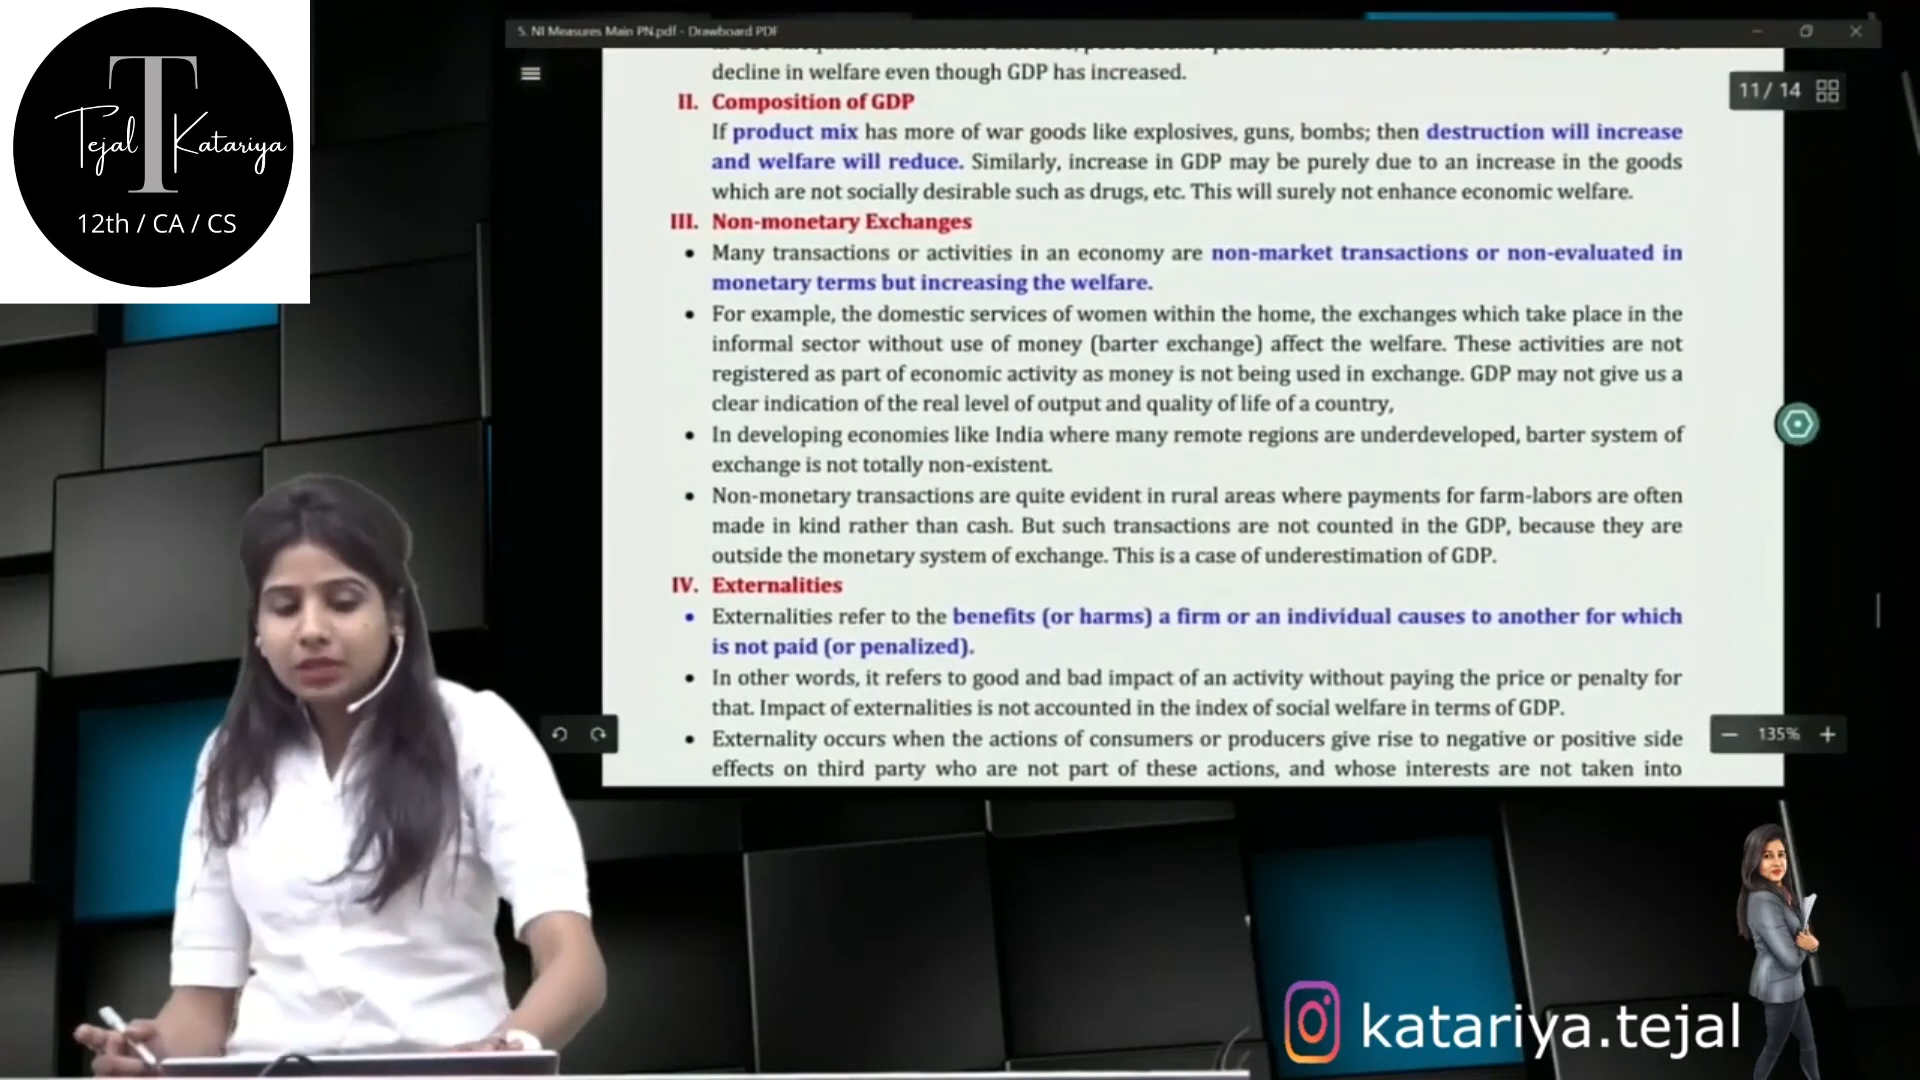 Tejal T Katariya
12th / CA / CS
5. NI Measures Main PN.pdf - Drawboard PDF
11 / 14
decline in welfare even though GDP has increased.
II. Composition of GDP
If product mix has more of war goods like explosives, guns, bombs; then destruction will increase
and welfare will reduce. Similarly, increase in GDP may be purely due to an increase in the goods
which are not socially desirable such as drugs, etc. This will surely not enhance economic welfare.
III. Non-monetary Exchanges
• Many transactions or activities in an economy are non-market transactions or non-evaluated in
monetary terms but increasing the welfare.
• For example, the domestic services of women within the home, the exchanges which take place in the
informal sector without use of money (barter exchange) affect the welfare. These activities are not
registered as part of economic activity as money is not being used in exchange. GDP may not give us a
clear indication of the real level of output and quality of life of a country,
• In developing economies like India where many remote regions are underdeveloped, barter system of
exchange is not totally non-existent.
• Non-monetary transactions are quite evident in rural areas where payments for farm-labors are often
made in kind rather than cash. But such transactions are not counted in the GDP, because they are
outside the monetary system of exchange. This is a case of underestimation of GDP.
IV. Externalities
• Externalities refer to the benefits (or harms) a firm or an individual causes to another for which
is not paid (or penalized).
• In other words, it refers to good and bad impact of an activity without paying the price or penalty for
that. Impact of externalities is not accounted in the index of social welfare in terms of GDP.
• Externality occurs when the actions of consumers or producers give rise to negative or positive side
effects on third party who are not part of these actions, and whose interests are not taken into
135%
katariya.tejal